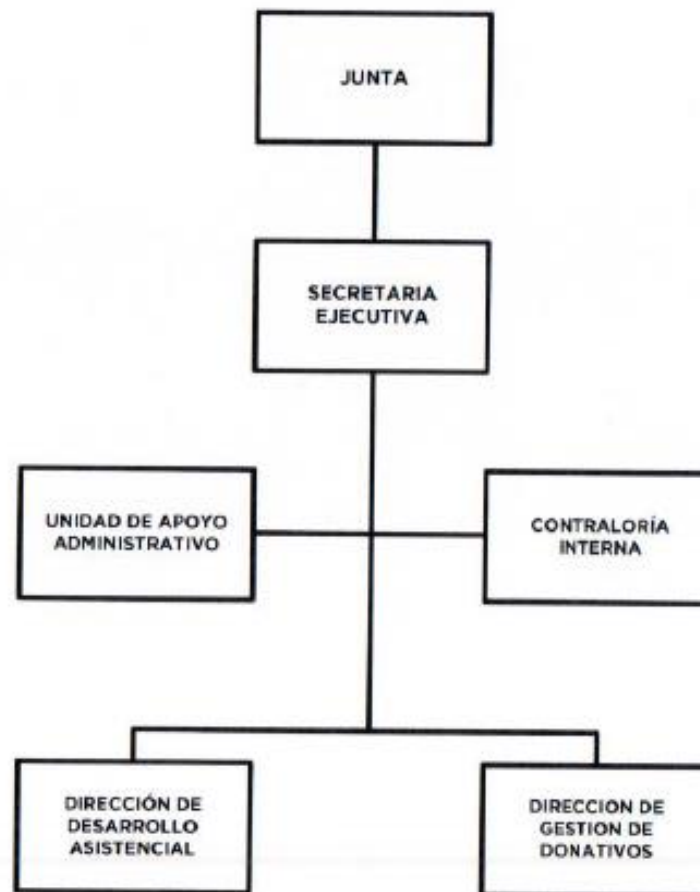 JUNTA
SECRETARIA
EJECUTIVA
UNIDAD DE APOYO
ADMINISTRATIVO
CONTRALORÍA
INTERNA
DIRECCIÓN DE
DESARROLLO
ASISTENCIAL
DIRECCION DE
GESTION DE
DONATIVOS